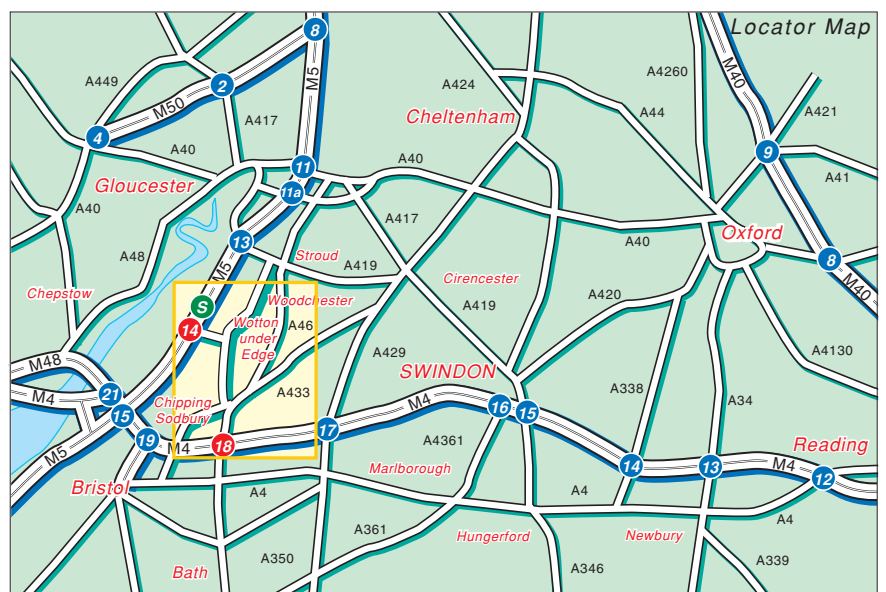 Locator Map
8
M5
A449
2
M50
A417
4
A40
A424
Cheltenham
A4260
A44
M40
A421
9
A41
11
11a
A40
Gloucester
A40
A48
A417
13
M5
Stroud
A419
Cirencester
A419
A40
Oxford
8
M40
A420
Chepstow
Woodchester
S
14
Wotton
under
Edge
A46
A429
SWINDON
A338
A34
A4130
M48
M4
21
15
Chipping
Sodbury
A433
M4
16
15
M5
19
M4
18
17
A4361
Marlborough
14
13
M4
Reading
12
Bristol
A4
A4
A4
A361
Hungerford
Newbury
Bath
A350
A346
A339